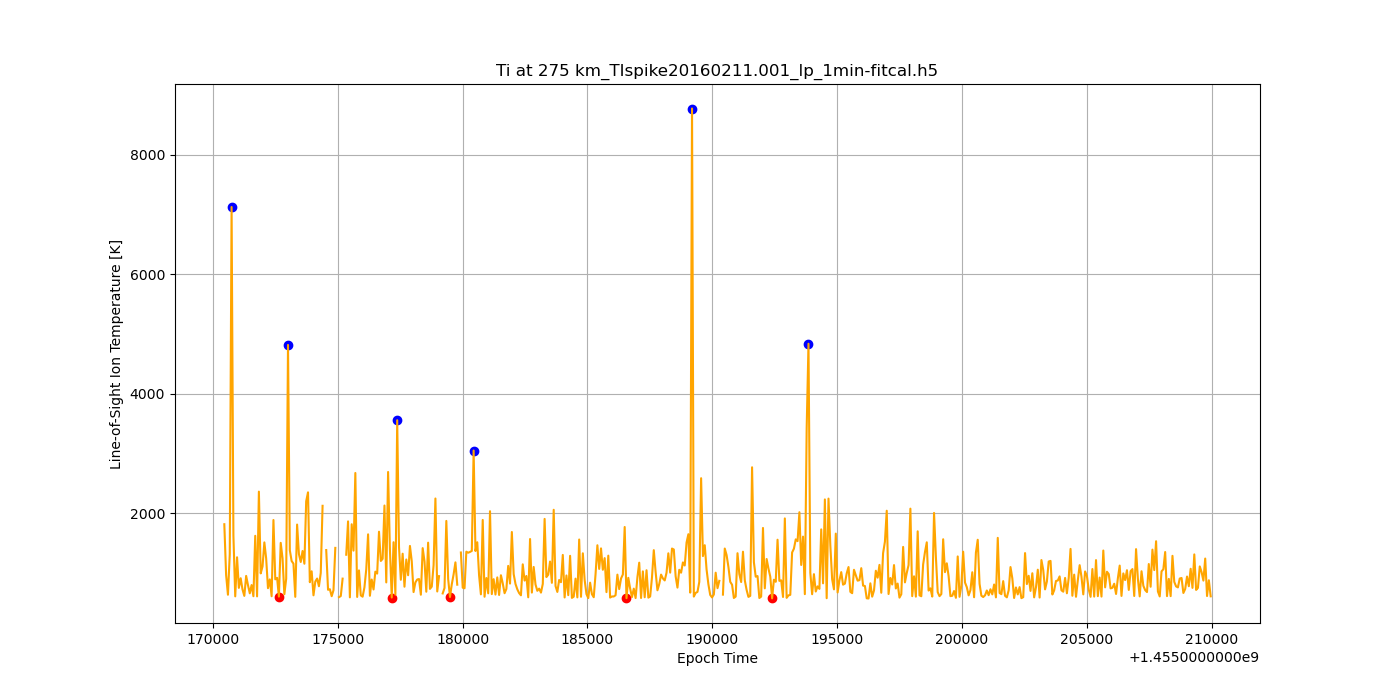 Ti at 275 km_TIspike20160211.001_lp_1min-fitcal.h5
Line-of-Sight Ion Temperature [K]
8000
6000
4000
2000
170000 175000 180000 185000 190000 195000 200000 205000 210000
Epoch Time
+1.4550000000e9